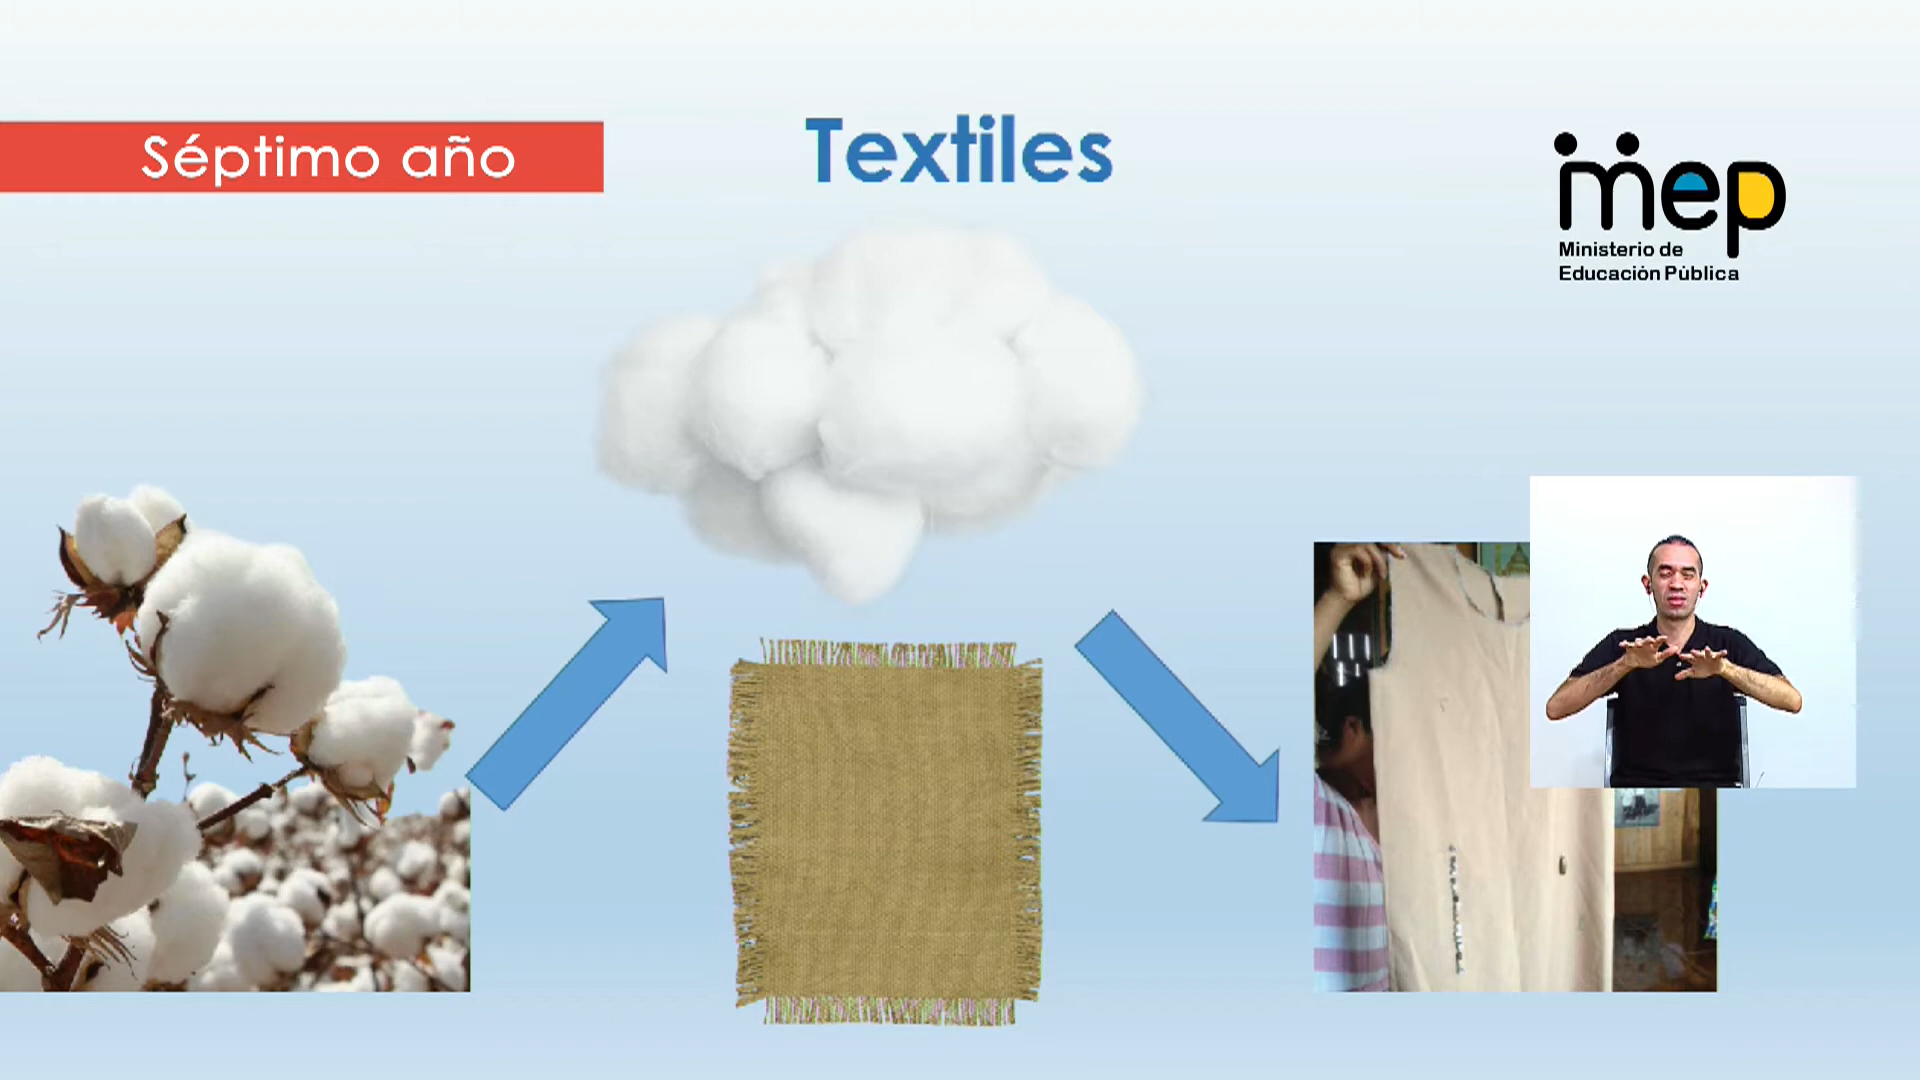 Séptimo año
Textiles
mep
Ministerio de
Educación Pública